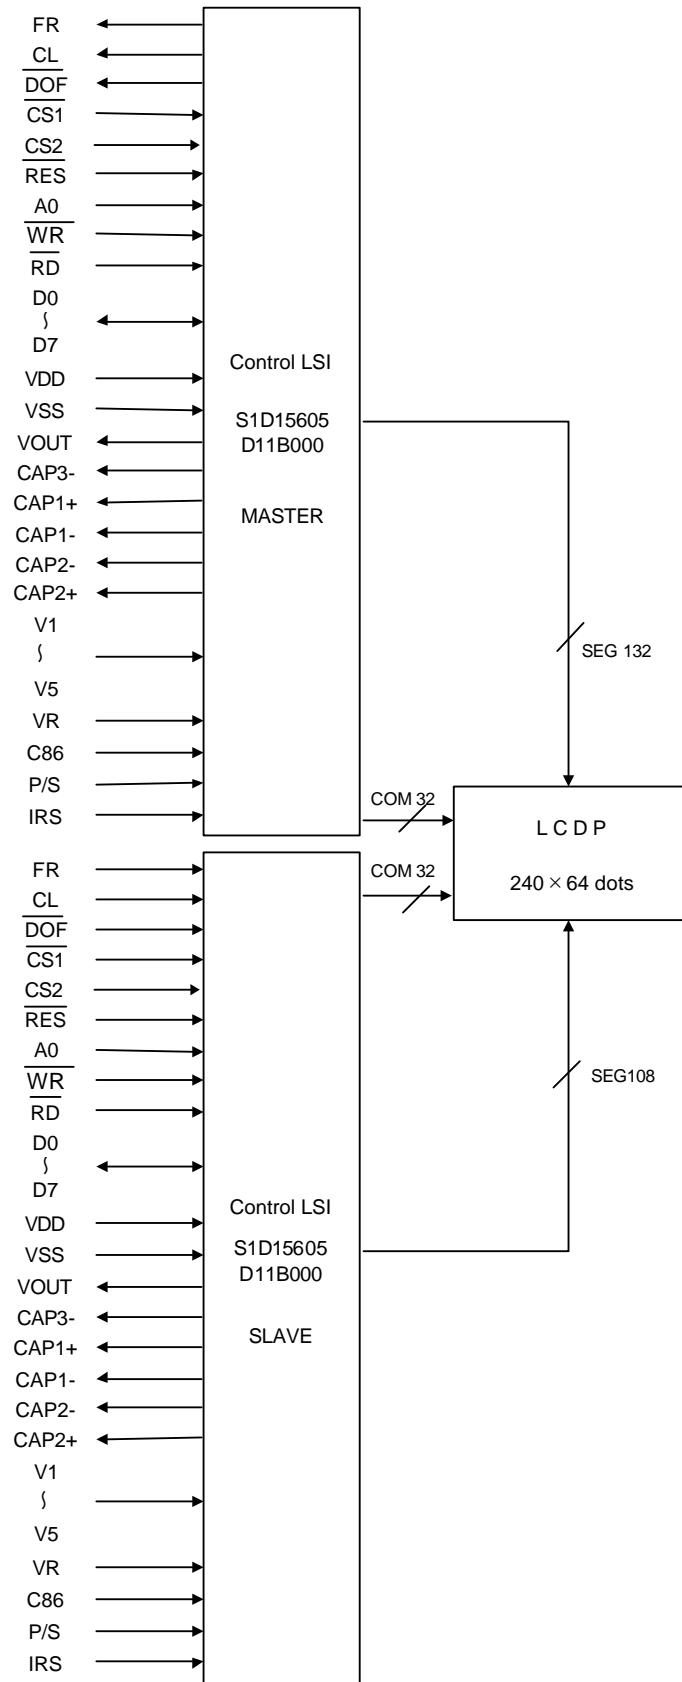 FR
CL
DOF
CS1
CS2
RES
A0
WR
RD
D0
~
D7
VDD
VSS
VOUT
CAP3-
CAP1+
CAP1-
CAP2-
CAP2+
V1
~
V5
VR
C86
P/S
IRS
Control LSI
S1D15605
D11B000
MASTER
SEG 132
COM 32
L C D P
240 × 64 dots
COM 32
SEG108
FR
CL
DOF
CS1
CS2
RES
A0
WR
RD
D0
~
D7
VDD
VSS
VOUT
CAP3-
CAP1+
CAP1-
CAP2-
CAP2+
V1
~
V5
VR
C86
P/S
IRS
Control LSI
S1D15605
D11B000
SLAVE